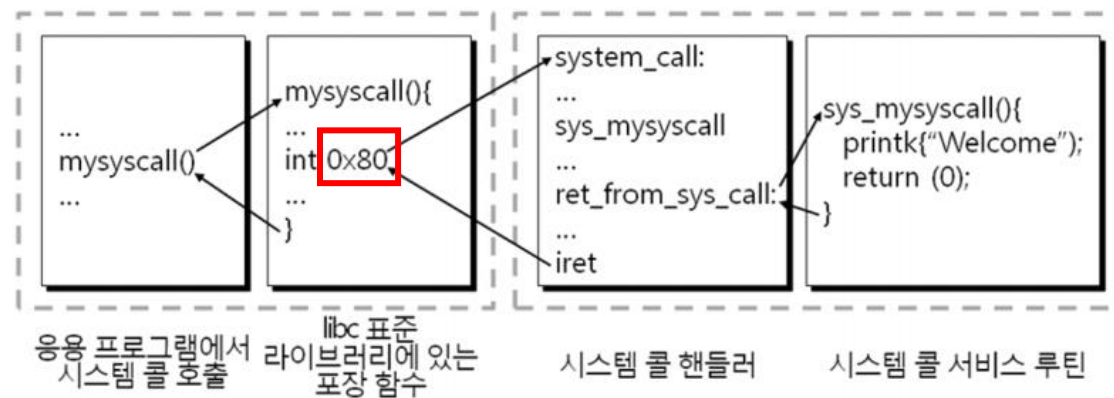 ...
mysyscall()
...
mysyscall(){
...
int 0x80
...
}
system_call:
...
sys_mysyscall
...
ret_from_sys_call:
...
iret
sys_mysyscall(){
printk{“Welcome”);
return (0);
}
응용 프로그램에서
시스템 콜 호출
libc 표준
라이브러리에 있는
포장 함수
시스템 콜 핸들러
시스템 콜 서비스 루틴